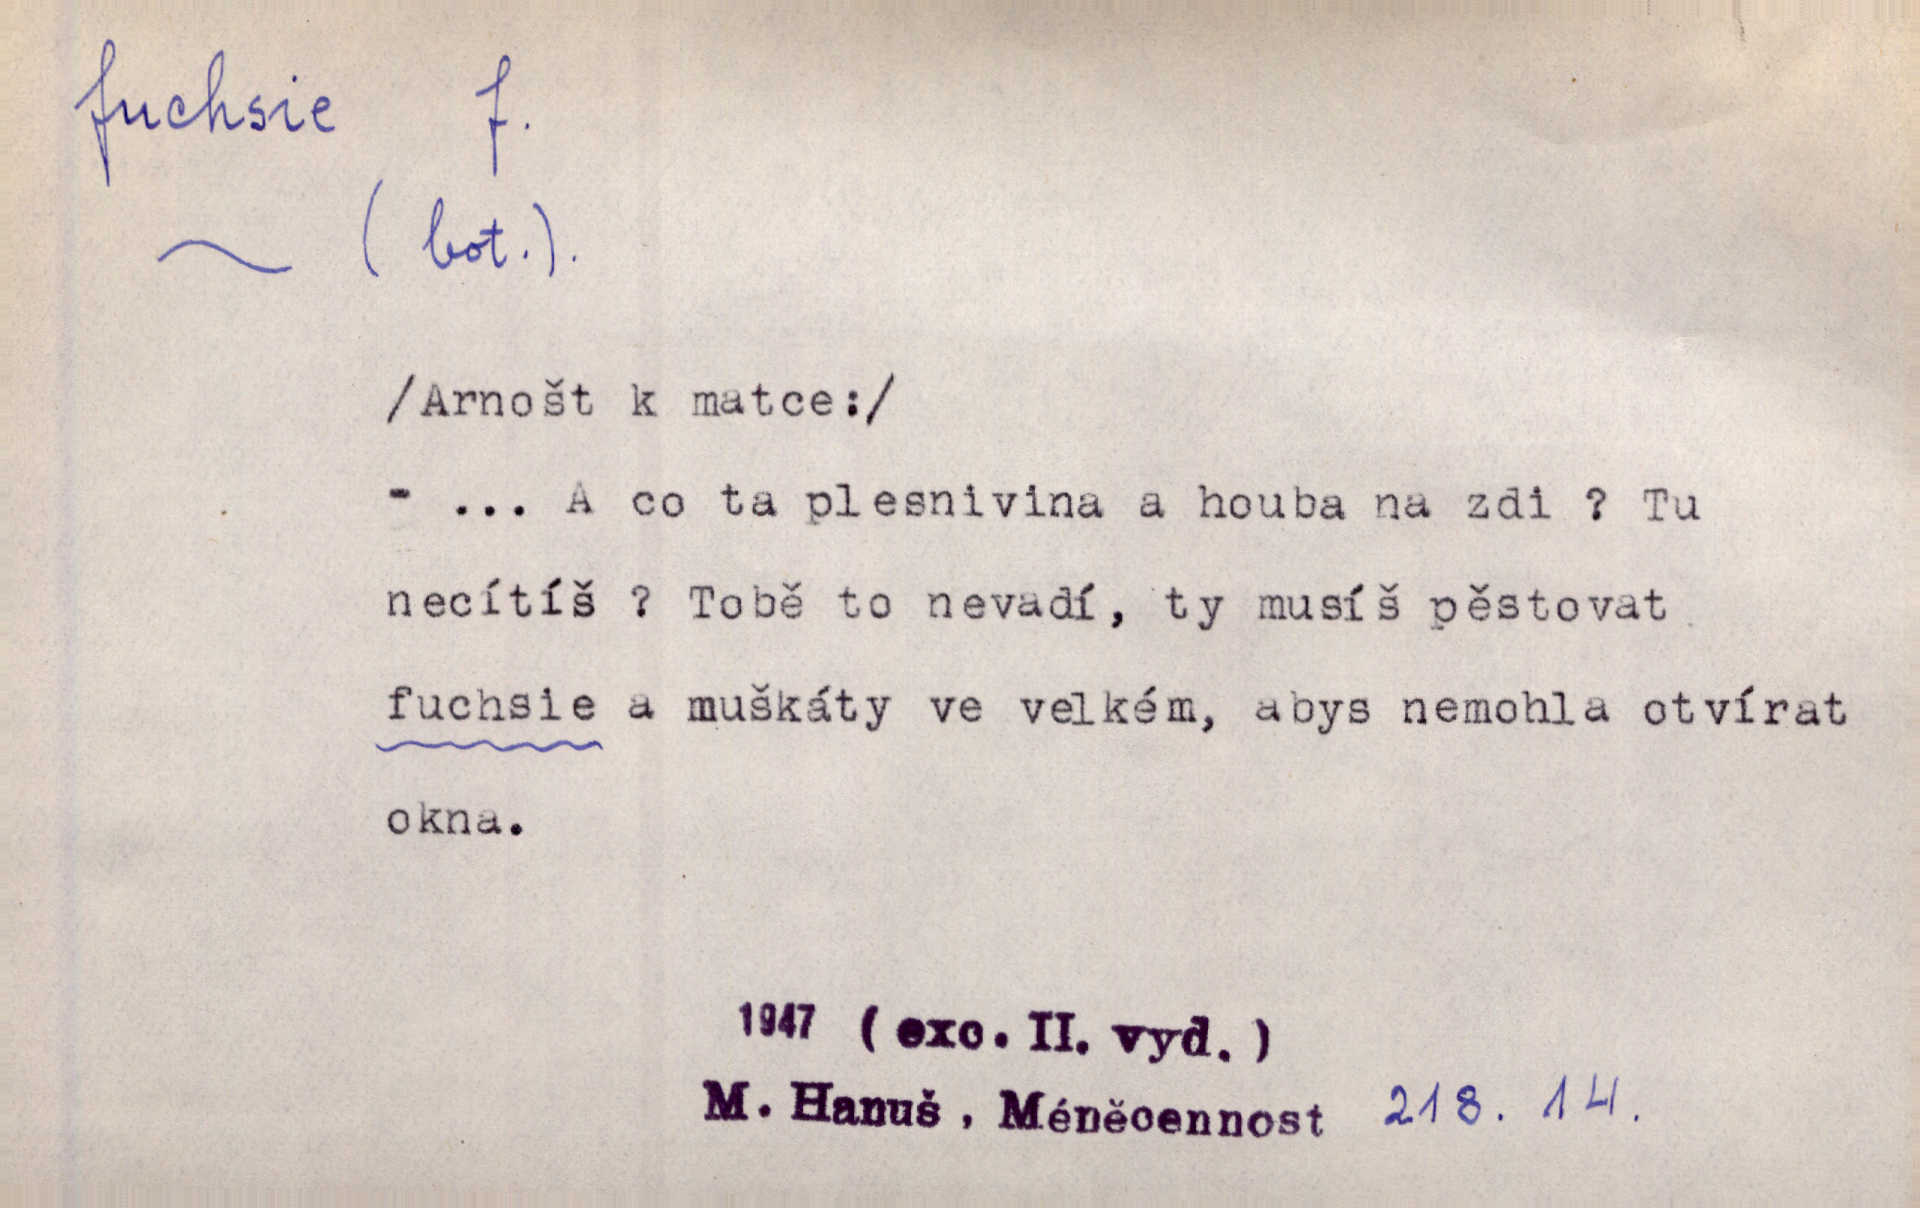 fuchsie f.
~ (bot.).
/Arnošt k matce:/
- ... A co ta plesnivina a houba na zdi ? Tu
necítíš ? Tobě to nevadí, ty musíš pěstovat
fuchsie a muškáty ve velkém, abys nemohla otvírat
okna.
1947 (exc. II. vyd.)
M. Hanuš, Méněcennost 218. 14.